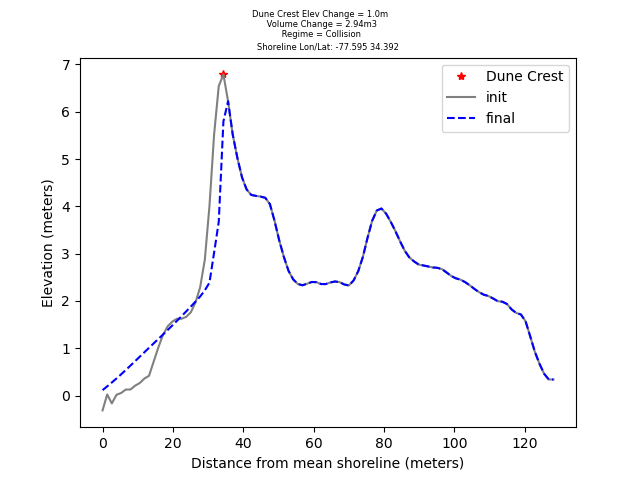 Dune Crest Elev Change = 1.0m
Volume Change = 2.94m3
Regime = Collision
Shoreline Lon/Lat: -77.595 34.392
Dune Crest
init
final
7
6
5
4
3
2
1
0
Elevation (meters)
0 20 40 60 80 100 120
Distance from mean shoreline (meters)